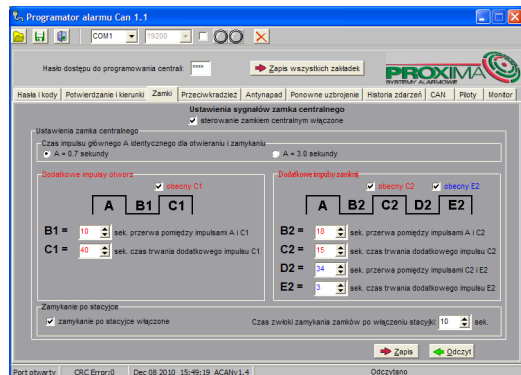 Programator alarmu Can 1.1
COM1 19200
Hasło dostępu do programowania centrali: **** Zapis wszystkich zakładek
PROXIMA
SYSTEMY ALARMOWE
Hasła i kody Potwierdzanie i kierunki Zamki Przeciwkradzież Antynapad Ponowne uzbrojenie Historia zdarzeń CAN Piloty Monitor
Ustawienia sygnałów zamka centralnego
sterowanie zamkiem centralnym włączone
Ustawienia zamka centralnego
Czas impulsu głównego A identycznego dla otwieraniu i zamykaniu
A = 0.7 sekundy A = 3.0 sekundy
Dodatkowe impulsy otworz Dodatkowe impulsy zamknij
obecny C1 obecny C2 obecny E2
A B1 C1 A B2 C2 D2 E2
B1 = 10 sek. przerwa pomiędzy impulsami A i C1
C1 = 40 sek. czas trwania dodatkowego impulsu C1
B2 = 18 sek. przerwa pomiędzy impulsami A i C2
C2 = 15 sek. czas trwania dodatkowego impulsu C2
D2 = 34 sek. przerwa pomiędzy impulsami C2 i E2
E2 = 3 sek. czas trwania dodatkowego impulsu E2
Zamykanie po stacyjce
zamykanie po stacyjce włączone Czas zwłoki zamykania zamków po włączeniu stacyjki: 10 sek.
Zapis Odczyt
Port otwarty CRC Error:0 Dec 08 2010 15:49:19 ACANv1.4 Odczytano